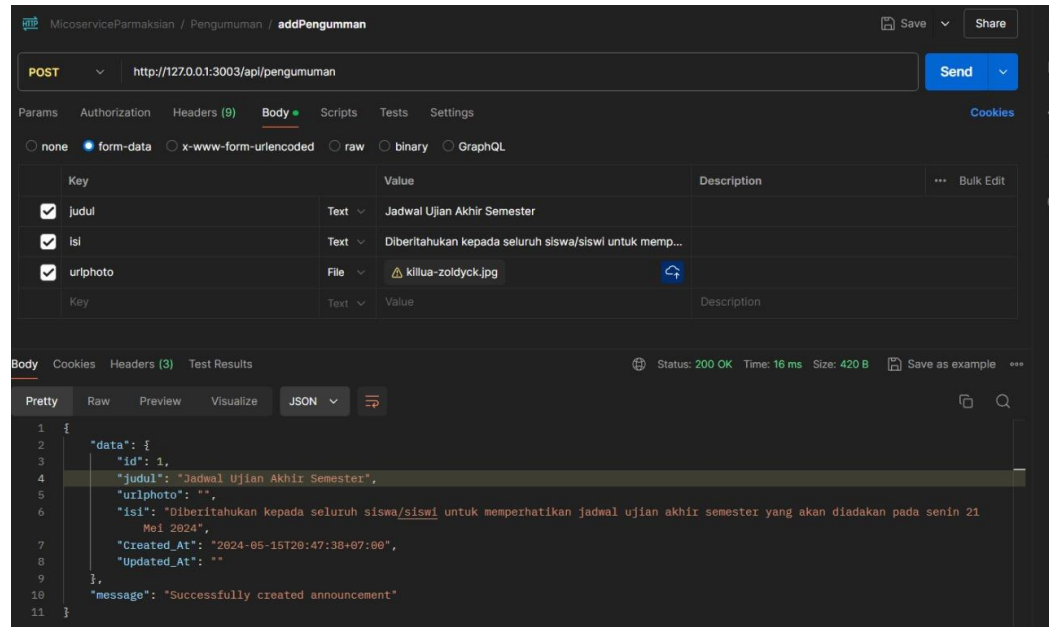 HTTP MicoserviceParmaksian / Pengumuman / addPengumman Save Share
POST http://127.0.0.1:3003/api/pengumuman Send
Params Authorization Headers (9) Body Scripts Tests Settings Cookies
none form-data x-www-form-urlencoded raw binary GraphQL
Key Value Description ••• Bulk Edit
judul Text Jadwal Ujian Akhir Semester
isi Text Diberitahukan kepada seluruh siswa/siswi untuk memp...
urlphoto File killua-zoldyck.jpg
Key Text Value Description
Body Cookies Headers (3) Test Results Status: 200 OK Time: 16 ms Size: 420 B Save as example
Pretty Raw Preview Visualize JSON
1 {
2 "data": {
3 "id": 1,
4 "judul": "Jadwal Ujian Akhir Semester",
5 "urlphoto": "",
6 "isi": "Diberitahukan kepada seluruh siswa/siswi untuk memperhatikan jadwal ujian akhir semester yang akan diadakan pada senin 21
Mei 2024",
7 "Created_At": "2024-05-15T20:47:38+07:00",
8 "Updated_At": ""
9 },
10 "message": "Successfully created announcement"
11 }